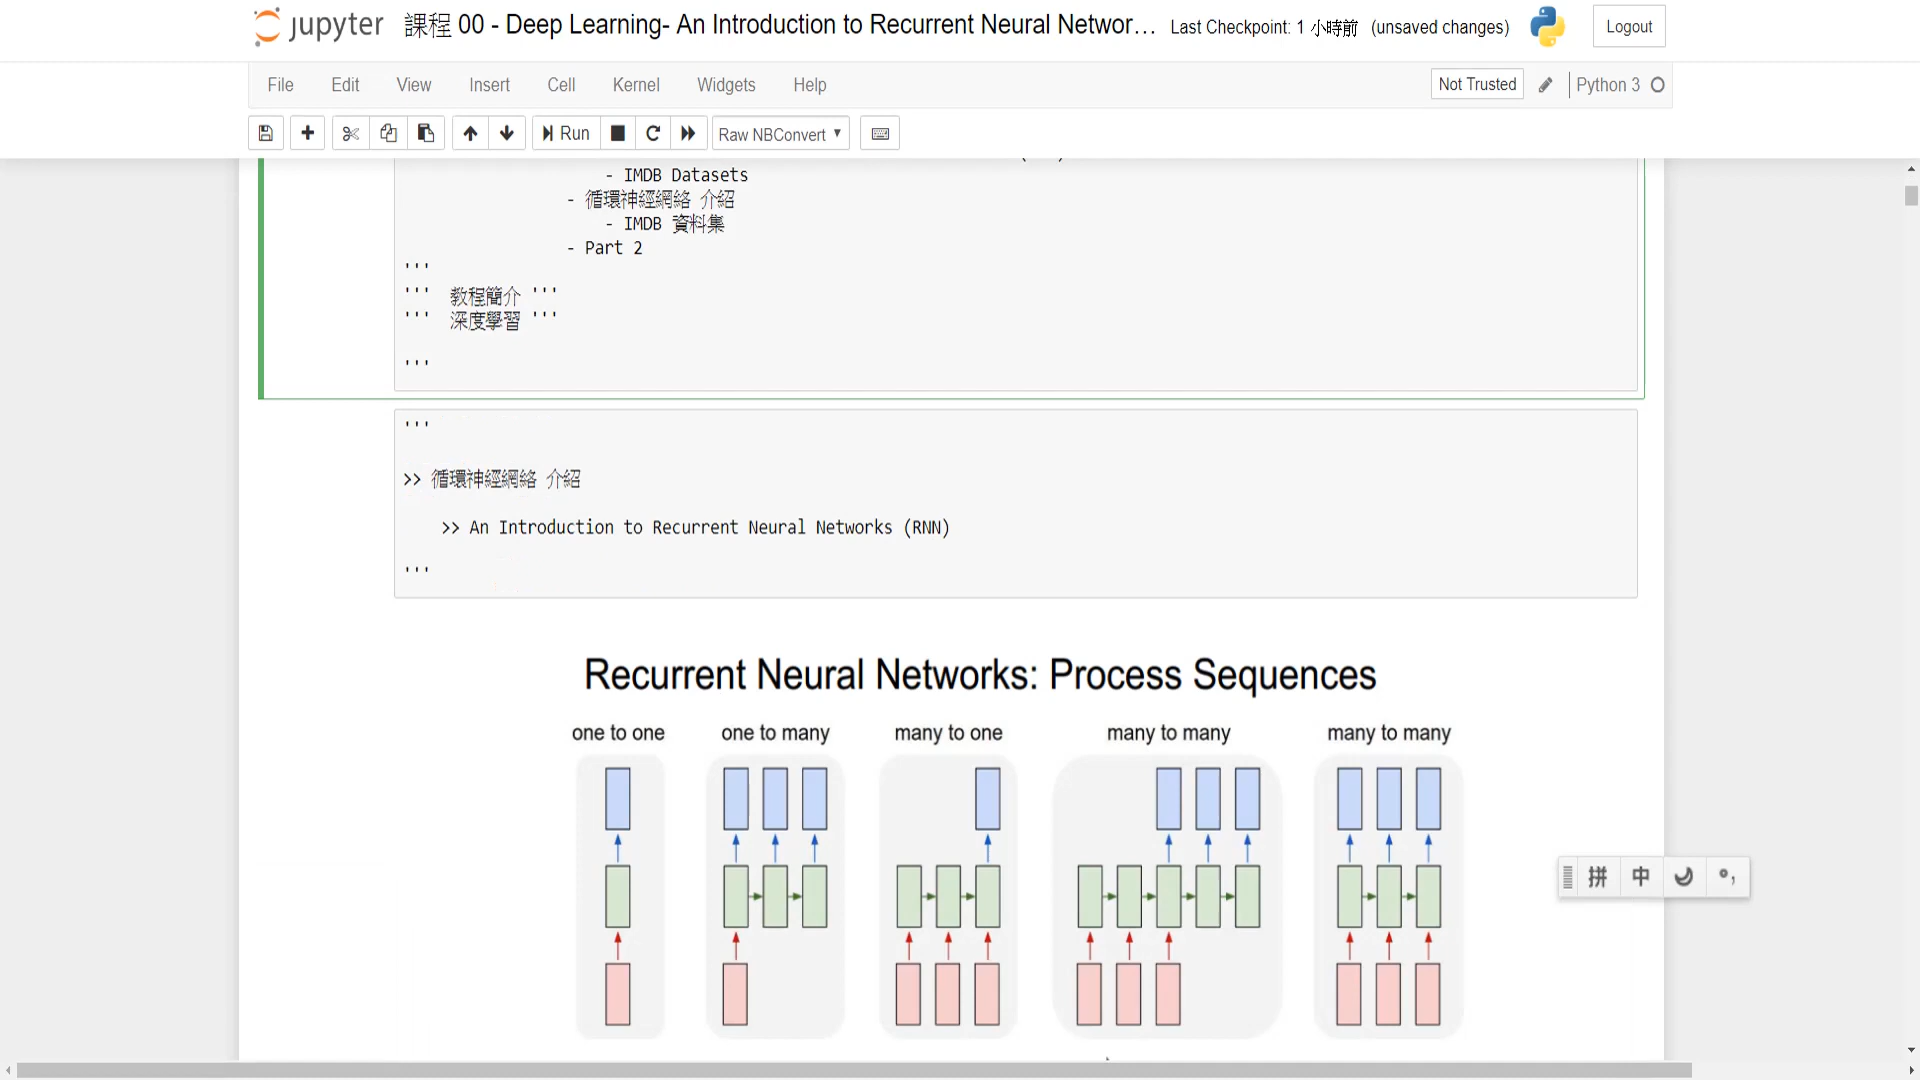 jupyter 課程 00 - Deep Learning- An Introduction to Recurrent Neural Networ… Last Checkpoint: 1 小時前 (unsaved changes) Logout
File Edit View Insert Cell Kernel Widgets Help Not Trusted Python 3
Run Raw NBConvert
- IMDB Datasets
- 循環神經網絡 介紹
- IMDB 資料集
- Part 2
'''
''' 教程簡介 '''
''' 深度學習 '''
'''
'''
>> 循環神經網絡 介紹
>> An Introduction to Recurrent Neural Networks (RNN)
'''
Recurrent Neural Networks: Process Sequences
one to one one to many many to one many to many many to many
拼 中 °,